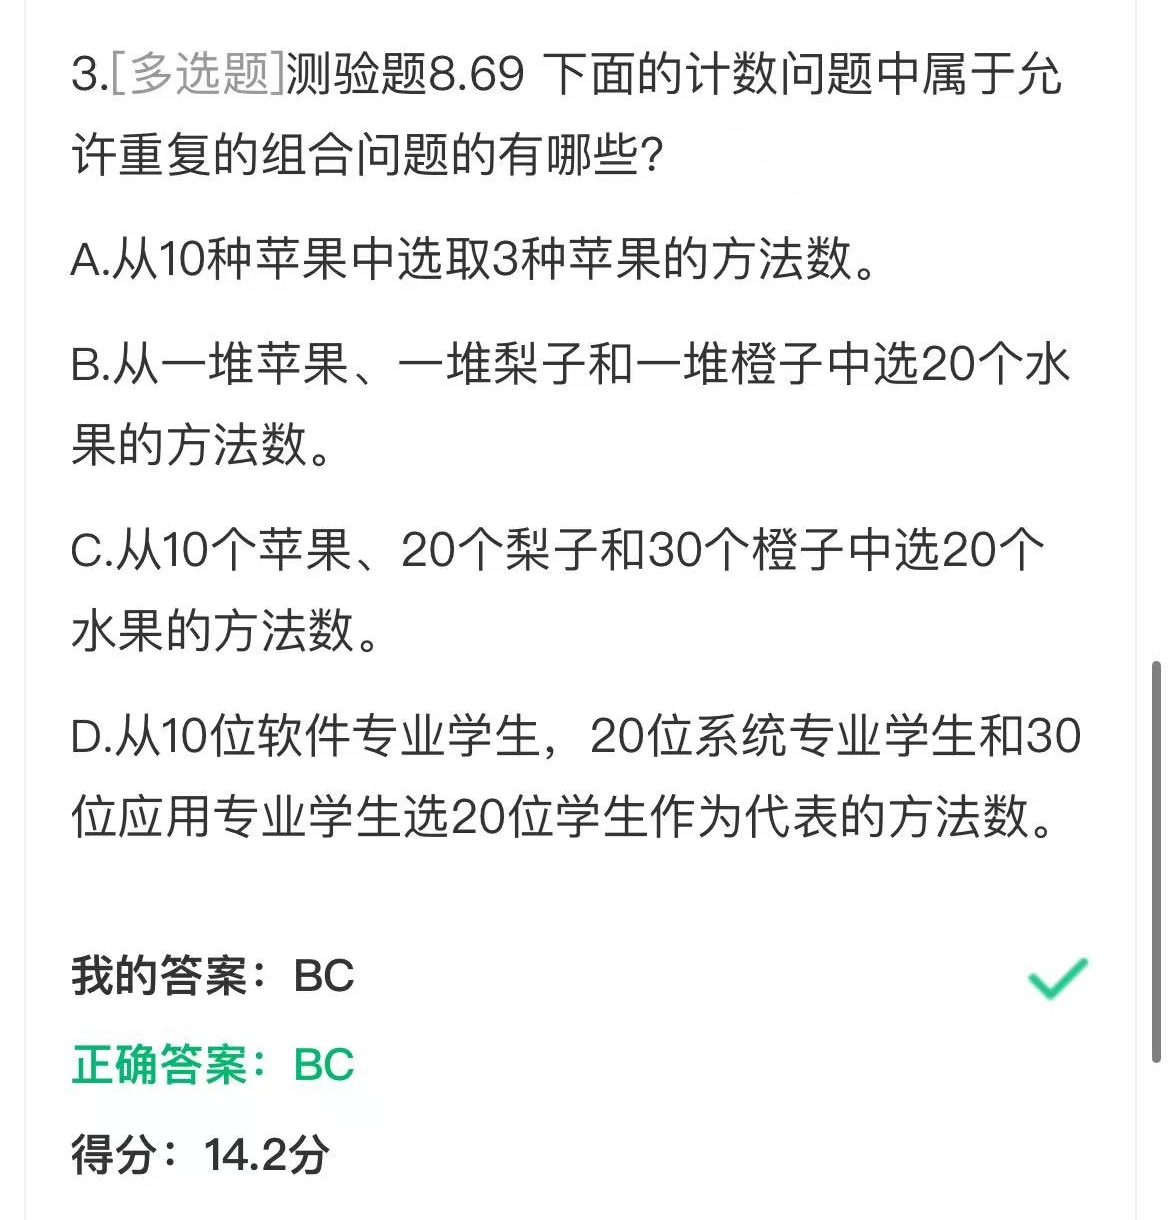 3.[多选题]测验题8.69 下面的计数问题中属于允
许重复的组合问题的有哪些?
A.从10种苹果中选取3种苹果的方法数。
B.从一堆苹果、一堆梨子和一堆橙子中选20个水
果的方法数。
C.从10个苹果、20个梨子和30个橙子中选20个
水果的方法数。
D.从10位软件专业学生，20位系统专业学生和30
位应用专业学生选20位学生作为代表的方法数。
我的答案：BC
正确答案：BC
得分：14.2分